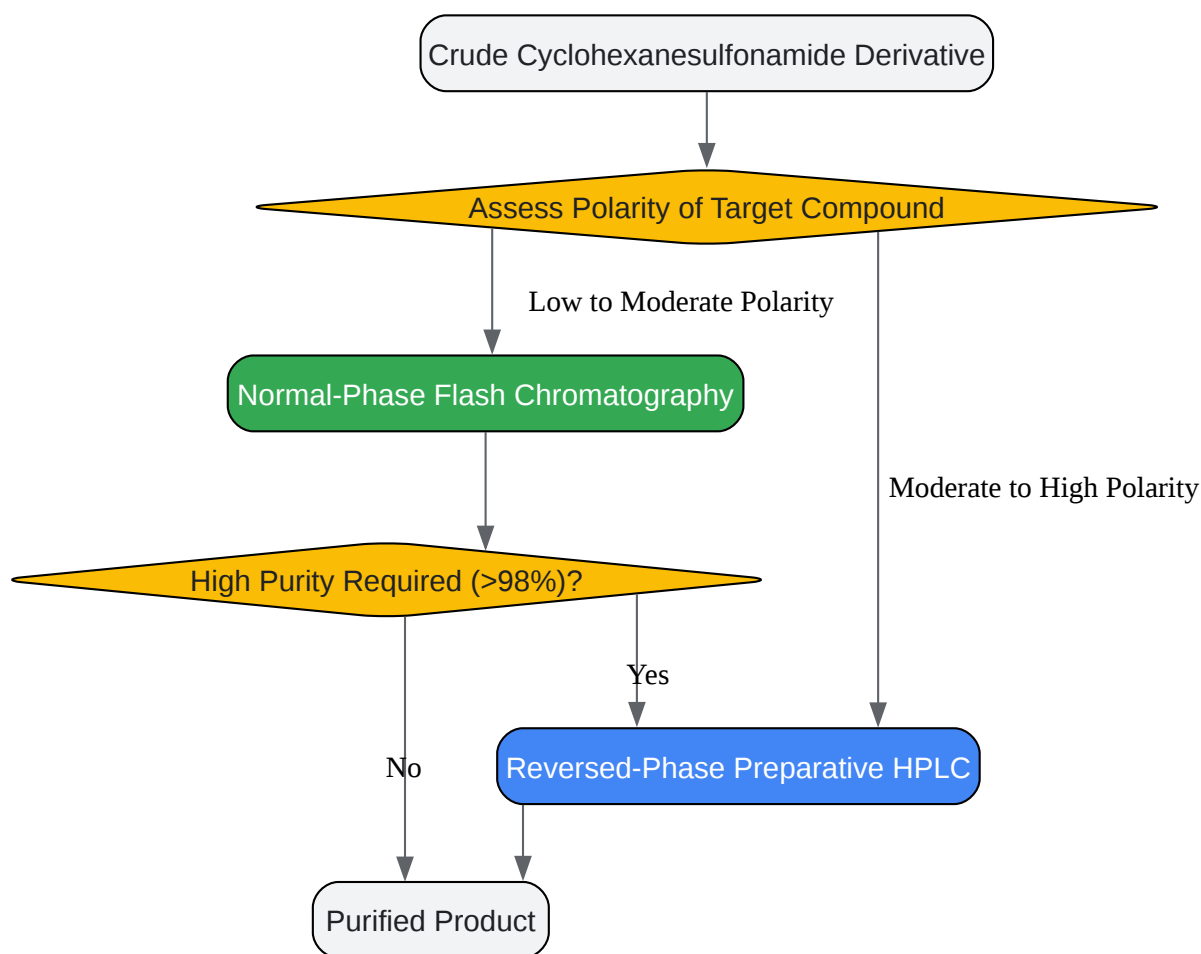 Crude Cyclohexanesulfonamide Derivative
Assess Polarity of Target Compound
Low to Moderate Polarity
Normal-Phase Flash Chromatography
Moderate to High Polarity
High Purity Required (>98%)?
Yes
No
Reversed-Phase Preparative HPLC
Purified Product